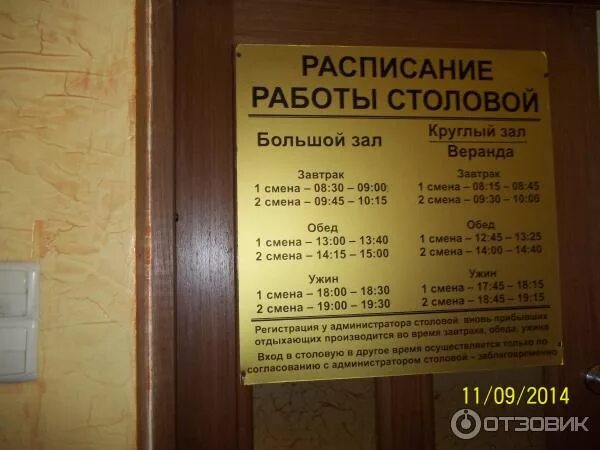 РАСПИСАНИЕ
РАБОТЫ СТОЛОВОЙ
Большой зал
Завтрак
1 смена – 08:30 – 09:00
2 смена – 09:45 – 10:15
Обед
1 смена – 13:00 – 13:40
2 смена – 14:15 – 15:00
Ужин
1 смена – 18:00 – 18:30
2 смена – 19:00 – 19:30
Круглый зал
Веранда
Завтрак
1 смена – 08:15 – 08:45
2 смена – 09:30 – 10:00
Обед
1 смена – 12:45 – 13:25
2 смена – 14:00 – 14:40
Ужин
1 смена – 17:45 – 18:15
2 смена – 18:45 – 19:15
Регистрация у администратора столовой вновь прибывших
отдыхающих производится во время завтрака, обеда, ужина
Вход в столовую в другое время осуществляется только по
согласованию с администратором столовой – заблаговременно
11/09/2014
ОТЗОВИК